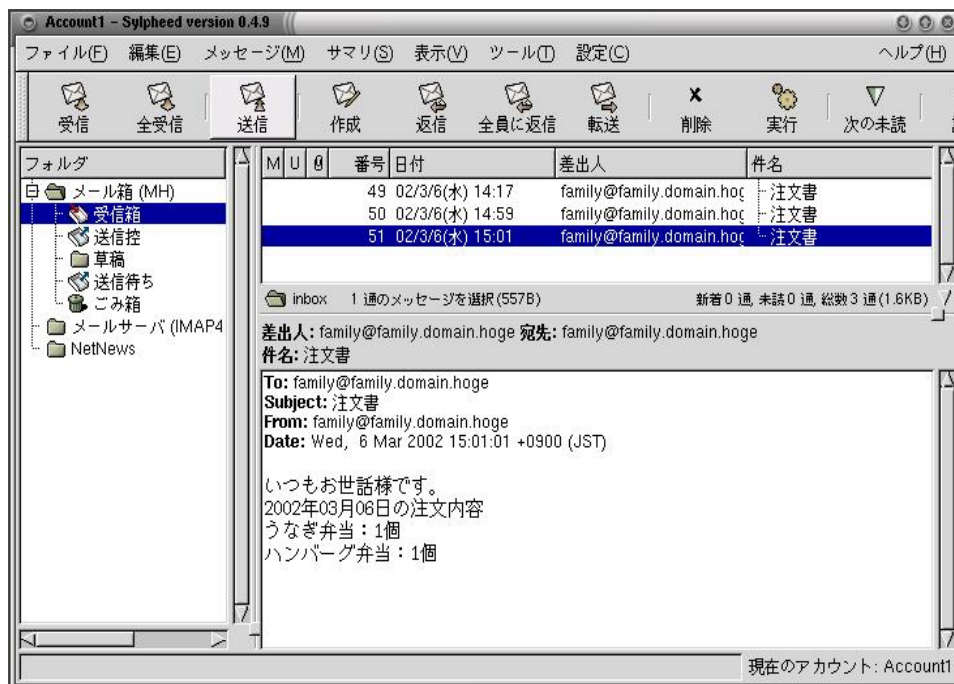 Account1 - Sylpheed version 0.4.9
ファイル(F) 編集(E) メッセージ(M) サマリ(S) 表示(V) ツール(T) 設定(C) ヘルプ(H)
受信 全受信 送信 作成 返信 全員に返信 転送 削除 実行 次の未読
フォルダ
メール箱 (MH)
受信箱
送信控
草稿
送信待ち
ごみ箱
メールサーバ (IMAP4
NetNews
M U 番号 日付 差出人 件名
49 02/3/6(水) 14:17 family@family.domain.hog 注文書
50 02/3/6(水) 14:59 family@family.domain.hog 注文書
51 02/3/6(水) 15:01 family@family.domain.hog 注文書
inbox 1 通のメッセージを選択(557B) 新着0 通, 未読0 通, 総数3 通(1.6KB)
差出人: family@family.domain.hoge 宛先: family@family.domain.hoge
件名: 注文書
To: family@family.domain.hoge
Subject: 注文書
From: family@family.domain.hoge
Date: Wed, 6 Mar 2002 15:01:01 +0900 (JST)
いつもお世話様です。
2002年03月06日の注文内容
うなぎ弁当：1個
ハンバーグ弁当：1個
現在のアカウント: Account1